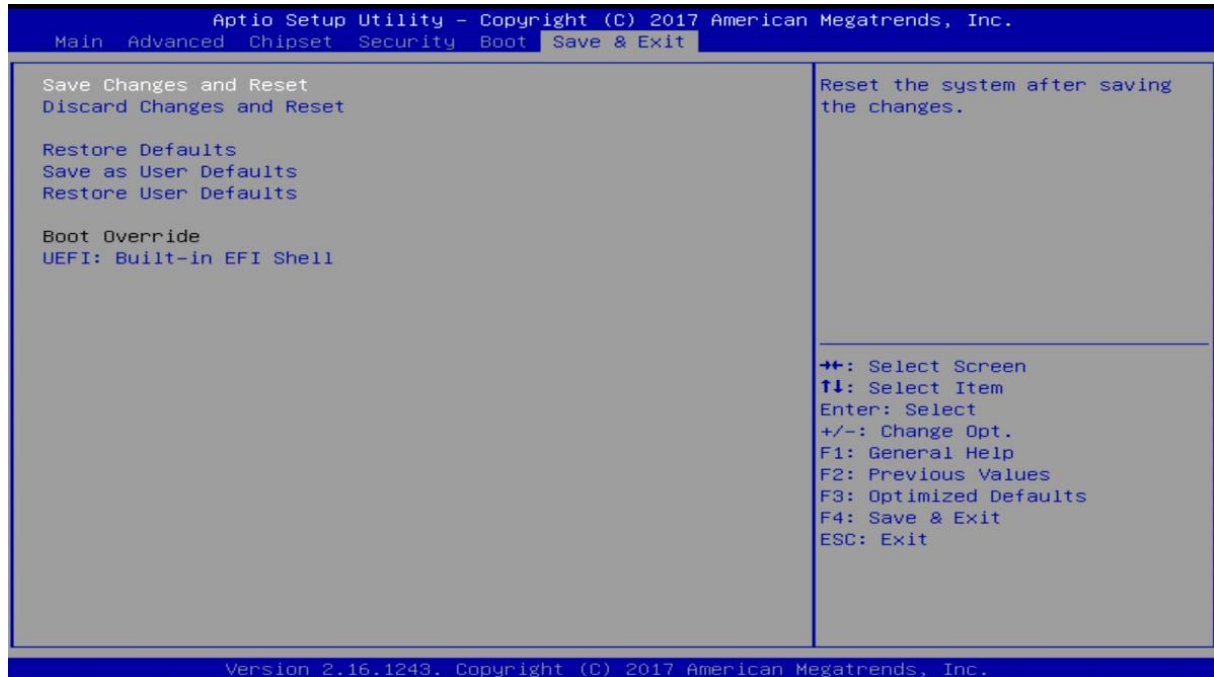 Aptio Setup Utility – Copyright (C) 2017 American Megatrends, Inc.
Main Advanced Chipset Security Boot Save & Exit
Save Changes and Reset
Discard Changes and Reset
Restore Defaults
Save as User Defaults
Restore User Defaults
Boot Override
UEFI: Built-in EFI Shell
Reset the system after saving
the changes.
→←: Select Screen
↑↓: Select Item
Enter: Select
+/-: Change Opt.
F1: General Help
F2: Previous Values
F3: Optimized Defaults
F4: Save & Exit
ESC: Exit
Version 2.16.1243. Copyright (C) 2017 American Megatrends, Inc.